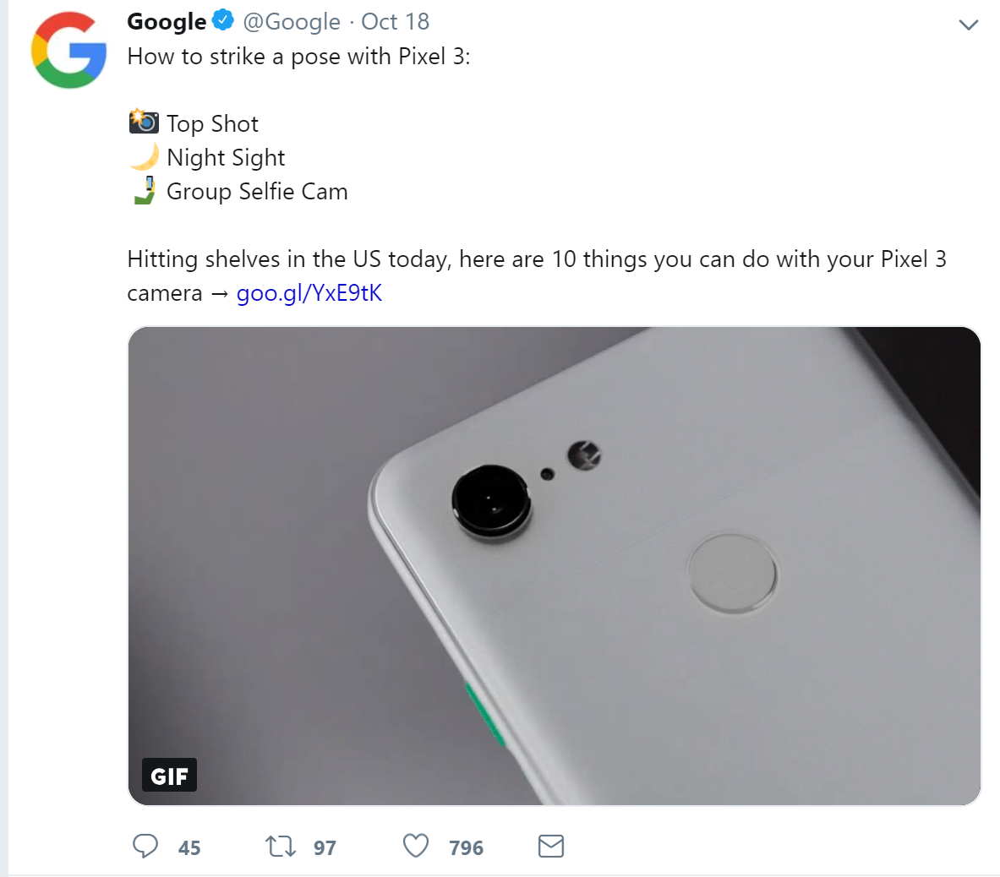 Google @Google · Oct 18
How to strike a pose with Pixel 3:
📸 Top Shot
🌙 Night Sight
🤳 Group Selfie Cam
Hitting shelves in the US today, here are 10 things you can do with your Pixel 3
camera → goo.gl/YxE9tK
GIF
45 97 796